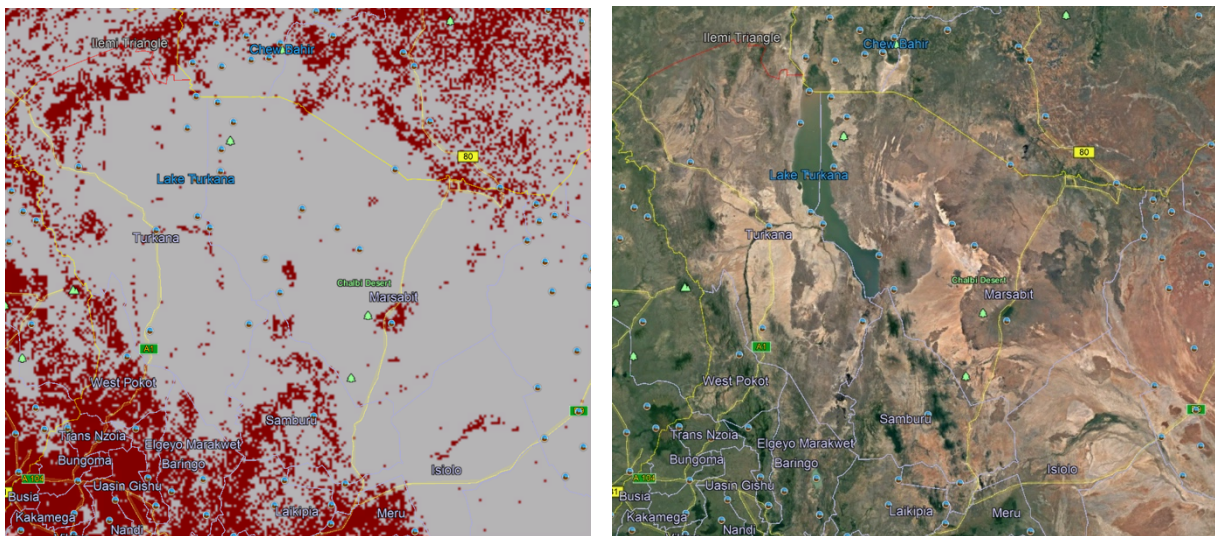 Ilemi Triangle
Chew Bahir
80
Lake Turkana
Turkana
Chalbi Desert
Marsabit
A1
West Pokot
Samburu
Trans Nzoia
Elgeyo Marakwet
Bungoma
Baringo
Isiolo
Uasin Gishu
Busia
Laikipia
Meru
Kakamega
Nandi
Ilemi Triangle
Chew Bahir
80
Lake Turkana
Turkana
Chalbi Desert
Marsabit
A1
West Pokot
Samburu
Trans Nzoia
Elgeyo Marakwet
Bungoma
Baringo
Isiolo
Uasin Gishu
Busia
Laikipia
Meru
Kakamega
Nandi